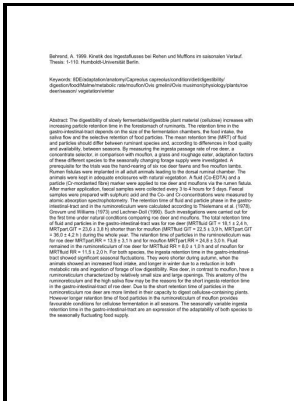 Behrend, A. 1999. Kinetik des Ingestaflusses bei Rehen und Mufflons im saisonalen Verlauf.
Thesis. 1-110. Humboldt-Universität Berlin.
Keywords: 8DE/adaptation/anatomy/Capreolus capreolus/condition/diet/digestibility/
digestion/food/Malme/metabolic rate/mouflon/Ovis gmelini/Ovis musimon/physiology/plants/roe
deer/season/ vegetation/winter
Abstract: The digestibility of slowly fermentable/digestible plant material (cellulose) increases with
increasing particle retention time in the forestomach of ruminants. The retention time in the
gastro-intestinal-tract depends on the size of the fermentation chambers, the food intake, the
saliva flow and the selective retention of food particles. The mean retention time (MRT) of fluid
and particles should differ between ruminant species and, according to differences in food quality
and availability, between seasons. By measuring the ingesta passage rate of roe deer, a
concentrate selector, in comparison with mouflon, a grass and roughage eater, adaptation factors
of these different species to the seasonally changing forage supply were investigated. A
prerequisite for the trials was the hand-rearing of six roe deer fawns and five mouflon lambs.
Rumen fistulas were implanted in all adult animals leading to the dorsal ruminal chamber. The
animals were kept in adequate enclosures with natural vegetation. A fluid (Co-EDTA) and a
particle (Cr-mordanted fibre) marker were applied to roe deer and mouflons via the rumen fistula.
After marker application, faecal samples were collected every 3 to 4 hours for 6 days. Faecal
samples were prepared with sulphuric acid and the Co- and Cr-concentrations were measured by
atomic absorption spectrophotometry. The retention time of fluid and particle phase in the gastro-
intestinal-tract and in the ruminoreticulum were calculated according to Thielemans et al. (1978),
Grovum and Williams (1973) und Lechner-Doll (1990). Such investigations were carried out for
the first time under natural conditions comparing roe deer and mouflons. The total retention time
of fluid and particles in the gastro-intestinal-tract was for roe deer (MRTfluid GIT = 18,1 ± 2,4 h,
MRTpart.GIT = 23,6 ± 3,8 h) shorter than for mouflon (MRTfluid GIT = 22,5 ± 3,9 h, MRTpart. GIT
= 36,0 ± 4,2 h ) during the whole year. The retention time of particles in the ruminoreticulum was
for roe deer MRTpart.RR = 13,9 ± 3,1 h and for mouflon MRTpart.RR = 24,8 ± 3,0 h. Fluid
remained in the ruminoreticulum of roe deer for MRTfluid RR = 8,0 ± 1,5 h and of mouflon for
MRTfluid RR = 11,5 ± 2,0 h. For both species, the ingesta retention time in the gastro-intestinal-
tract showed significant seasonal fluctuations. They were shorter during autumn, when the
animals showed an increased food intake, and longer in winter due to a reduction in both
metabolic rate and ingestion of forage of low digestibility. Roe deer, in contrast to mouflon, have a
ruminoreticulum characterized by relatively small size and large openings. This anatomy of the
ruminoreticulum and the high saliva flow may be the reasons for the short ingesta retention time
in the gastro-intestinal-tract of roe deer. Due to the short retention time of particles in the
ruminoreticulum roe deer are more limited in their capacity to digest cellulose-containing plants.
However longer retention time of food particles in the ruminoreticulum of mouflon provides
favourable conditions for cellulose fermentation in all seasons. The seasonally variable ingesta
retention time in the gastro-intestinal-tract are an expression of the adaptability of both species to
the seasonally fluctuating food supply.